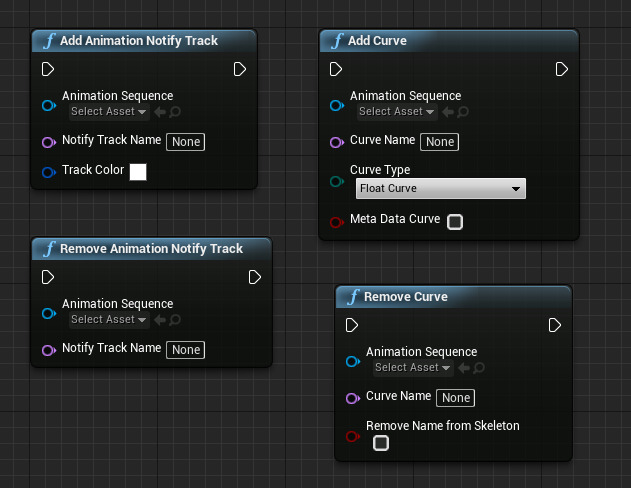 f Add Animation Notify Track
Animation Sequence
Select Asset
Notify Track Name None
Track Color
f Add Curve
Animation Sequence
Select Asset
Curve Name None
Curve Type
Float Curve
Meta Data Curve
f Remove Animation Notify Track
Animation Sequence
Select Asset
Notify Track Name None
f Remove Curve
Animation Sequence
Select Asset
Curve Name None
Remove Name from Skeleton